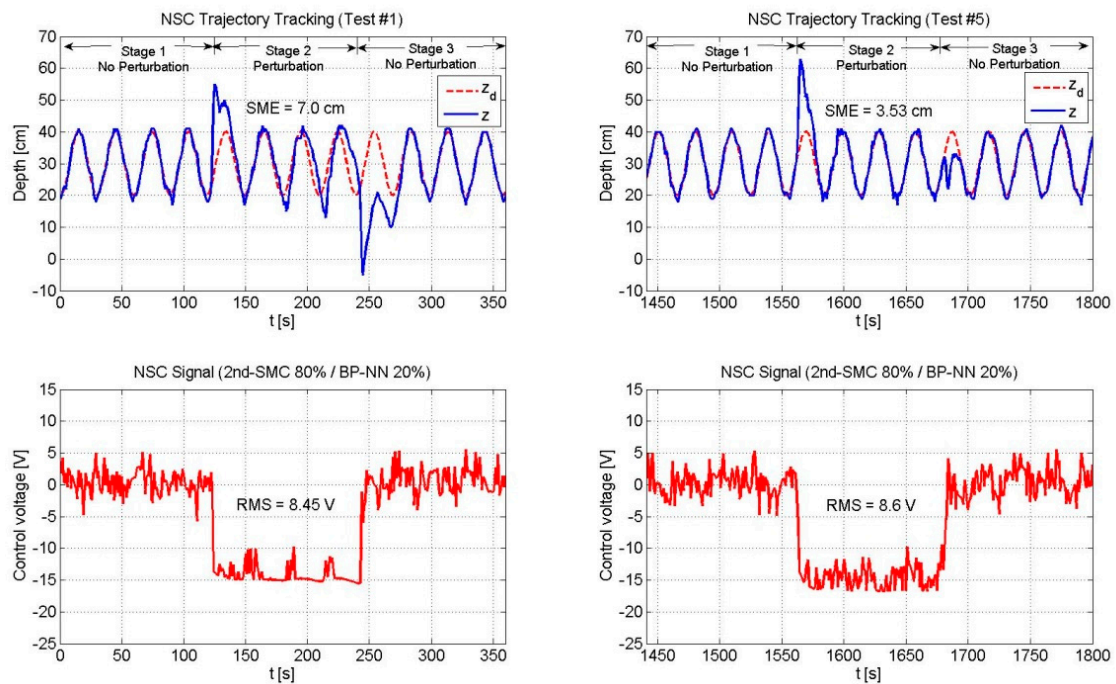 NSC Trajectory Tracking (Test #1)
70
60
50
40
30
20
10
0
-10
Depth [cm]
Stage 1
No Perturbation
Stage 2
Perturbation
Stage 3
No Perturbation
SME = 7.0 cm
z_d
z
0 50 100 150 200 250 300 350
t [s]
NSC Trajectory Tracking (Test #5)
70
60
50
40
30
20
10
0
-10
Depth [cm]
Stage 1
No Perturbation
Stage 2
Perturbation
Stage 3
No Perturbation
SME = 3.53 cm
z_d
z
1450 1500 1550 1600 1650 1700 1750 1800
t [s]
NSC Signal (2nd-SMC 80% / BP-NN 20%)
15
10
5
0
-5
-10
-15
-20
-25
Control voltage [V]
RMS = 8.45 V
0 50 100 150 200 250 300 350
t [s]
NSC Signal (2nd-SMC 80% / BP-NN 20%)
15
10
5
0
-5
-10
-15
-20
-25
Control voltage [V]
RMS = 8.6 V
1450 1500 1550 1600 1650 1700 1750 1800
t [s]